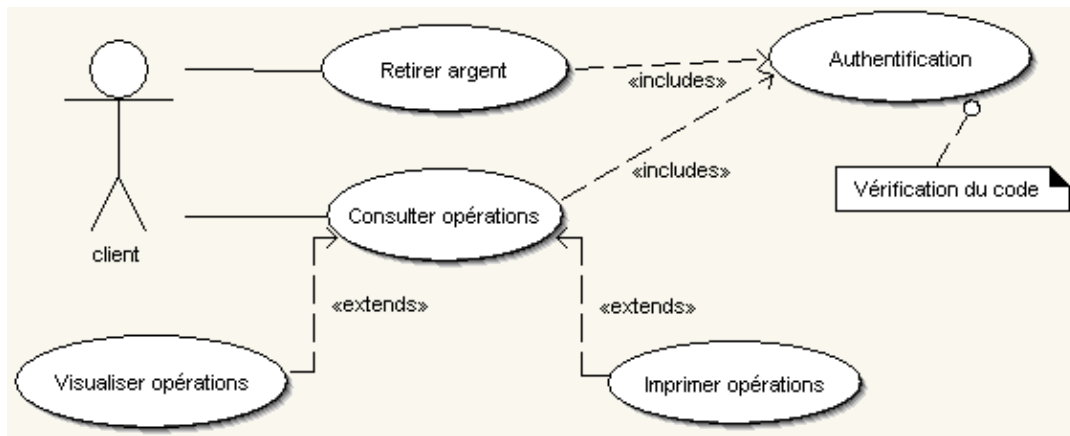 Retirer argent
Authentification
«includes»
«includes»
Vérification du code
Consulter opérations
client
«extends»
«extends»
Visualiser opérations
Imprimer opérations